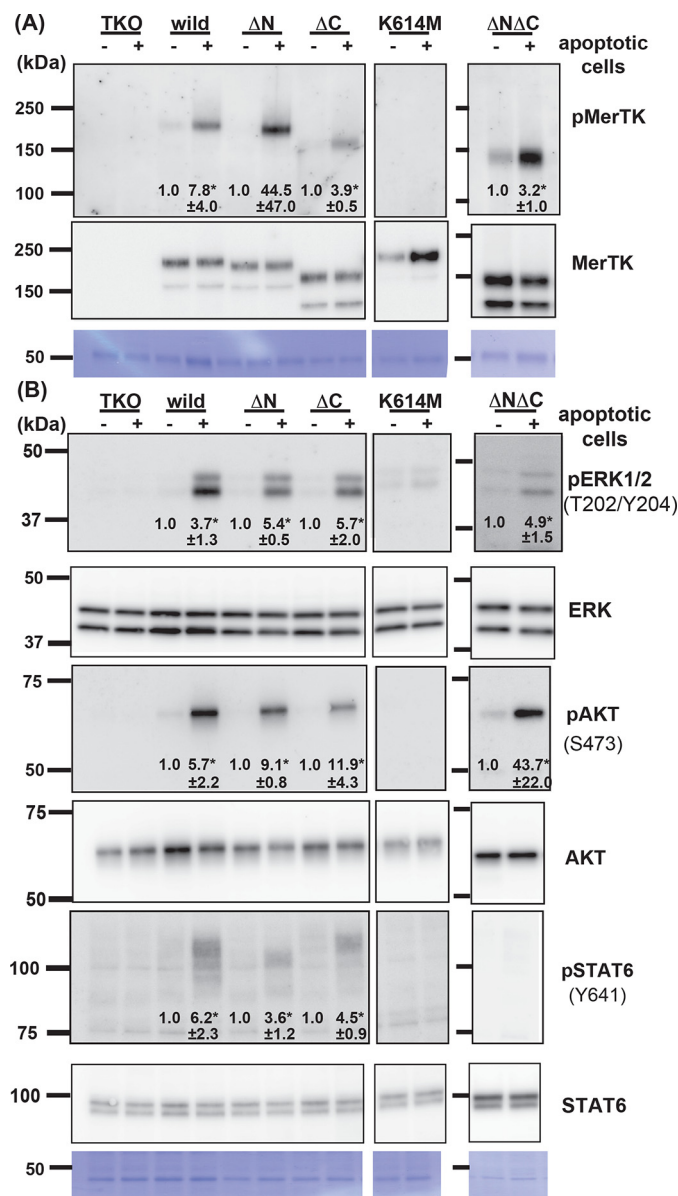 (A)
TKO wild ΔN ΔC K614M ΔNΔC
- + - + - + - + - + - + apoptotic
cells
(kDa)
250
pMerTK
150
100
1.0 7.8* 1.0 44.5 1.0 3.9* 1.0 3.2*
±4.0 ±47.0 ±0.5 ±1.0
250
MerTK
150
50
(B)
TKO wild ΔN ΔC K614M ΔNΔC
- + - + - + - + - + - + apoptotic
cells
(kDa)
50
pERK1/2
(T202/Y204)
37
1.0 3.7* 1.0 5.4* 1.0 5.7* 1.0 4.9*
±1.3 ±0.5 ±2.0 ±1.5
50
ERK
37
75
pAKT
(S473)
1.0 5.7* 1.0 9.1* 1.0 11.9* 1.0 43.7*
50
±2.2 ±0.8 ±4.3 ±22.0
75
AKT
50
100
pSTAT6
(Y641)
1.0 6.2* 1.0 3.6* 1.0 4.5*
75
±2.3 ±1.2 ±0.9
100
STAT6
50